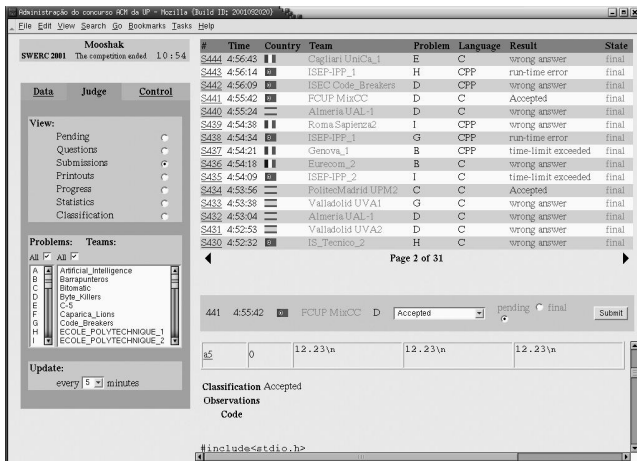 Administração do concurso ACM da UP - Mozilla {Build ID: 2001092020}
File Edit View Search Go Bookmarks Tasks Help
Mooshak
SWERC 2001 The competition ended 10:54
Data Judge Control
View:
Pending
Questions
Submissions
Printouts
Progress
Statistics
Classification
Problems: Teams:
All All
A Artificial_Intelligence
B Barrapunteros
C Bitomatic
D Byte_Killers
E C-5
F Caparica_Lions
G Code_Breakers
H ECOLE_POLYTECHNIQUE_1
I ECOLE_POLYTECHNIQUE_2
Update:
every 5 minutes
# Time Country Team Problem Language Result State
S444 4:56:43 Cagliari UniCa_1 E C wrong answer final
S443 4:56:14 ISEP-IPP_1 H CPP run-time error final
S442 4:56:09 ISEC Code_Breakers D CPP wrong answer final
S441 4:55:42 FCUP MixCC D C Accepted final
S440 4:55:24 Almeria UAL-1 D C wrong answer final
S439 4:54:38 Roma Sapienza2 I CPP wrong answer final
S438 4:54:34 ISEP-IPP_1 G CPP run-time error final
S437 4:54:21 Genova_1 B CPP time-limit exceeded final
S436 4:54:18 Eurecom_2 B C wrong answer final
S435 4:54:09 ISEP-IPP_2 I C time-limit exceeded final
S434 4:53:56 PolitecMadrid UPM2 C C Accepted final
S433 4:53:38 Valladolid UVA1 G C wrong answer final
S432 4:53:04 Almeria UAL-1 D C wrong answer final
S431 4:52:53 Valladolid UVA2 D C wrong answer final
S430 4:52:32 IS_Tecnico_2 H C wrong answer final
Page 2 of 31
441 4:55:42 FCUP MixCC D Accepted pending final Submit
a5 0 12.23\n 12.23\n 12.23\n
Classification Accepted
Observations
Code
#include<stdio.h>